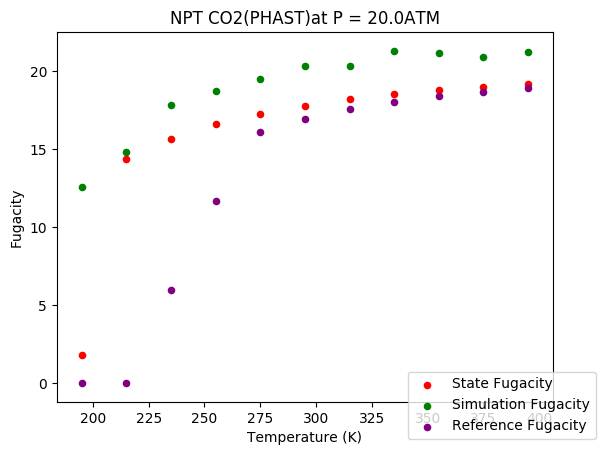 NPT CO2(PHAST)at P = 20.0ATM
Fugacity
20
15
10
5
0
200 225 250 275 300 325 350 375 400
Temperature (K)
State Fugacity
Simulation Fugacity
Reference Fugacity